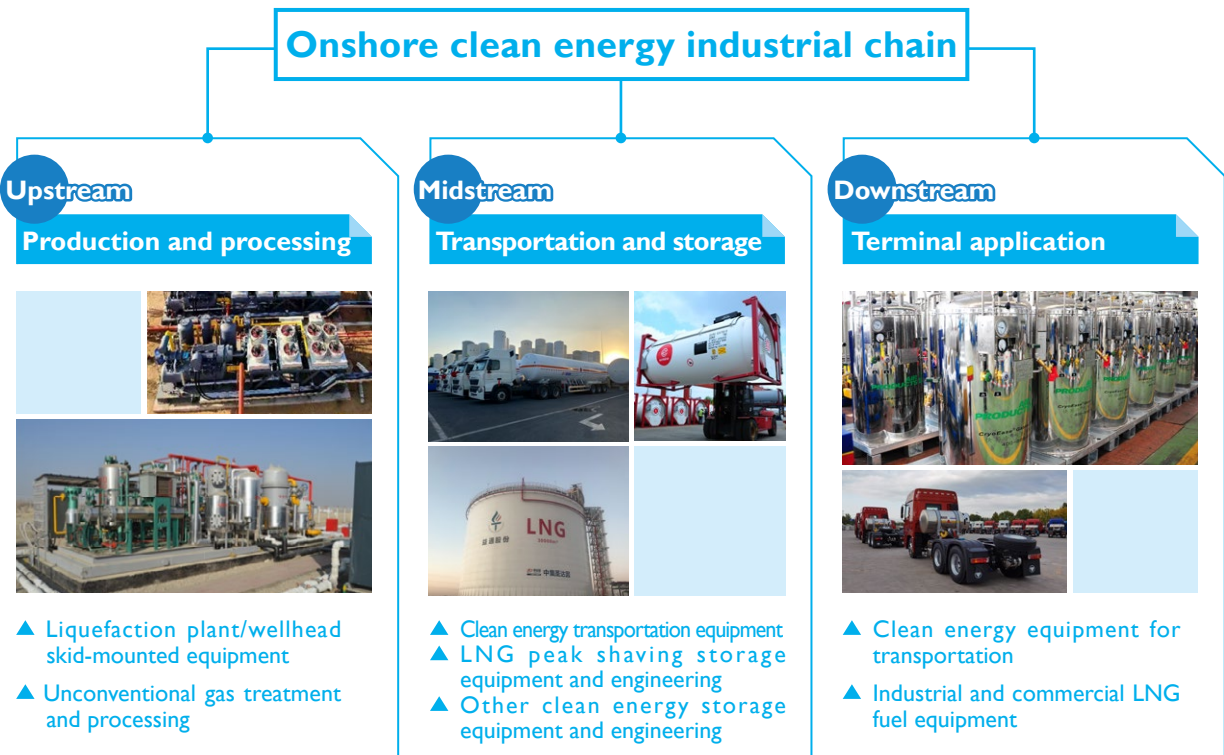 Onshore clean energy industrial chain
Upstream
Production and processing
▲ Liquefaction plant/wellhead
skid-mounted equipment
▲ Unconventional gas treatment
and processing
Midstream
Transportation and storage
LNG
▲ Clean energy transportation equipment
▲ LNG peak shaving storage
equipment and engineering
▲ Other clean energy storage
equipment and engineering
Downstream
Terminal application
PRODUCT
▲ Clean energy equipment for
transportation
▲ Industrial and commercial LNG
fuel equipment